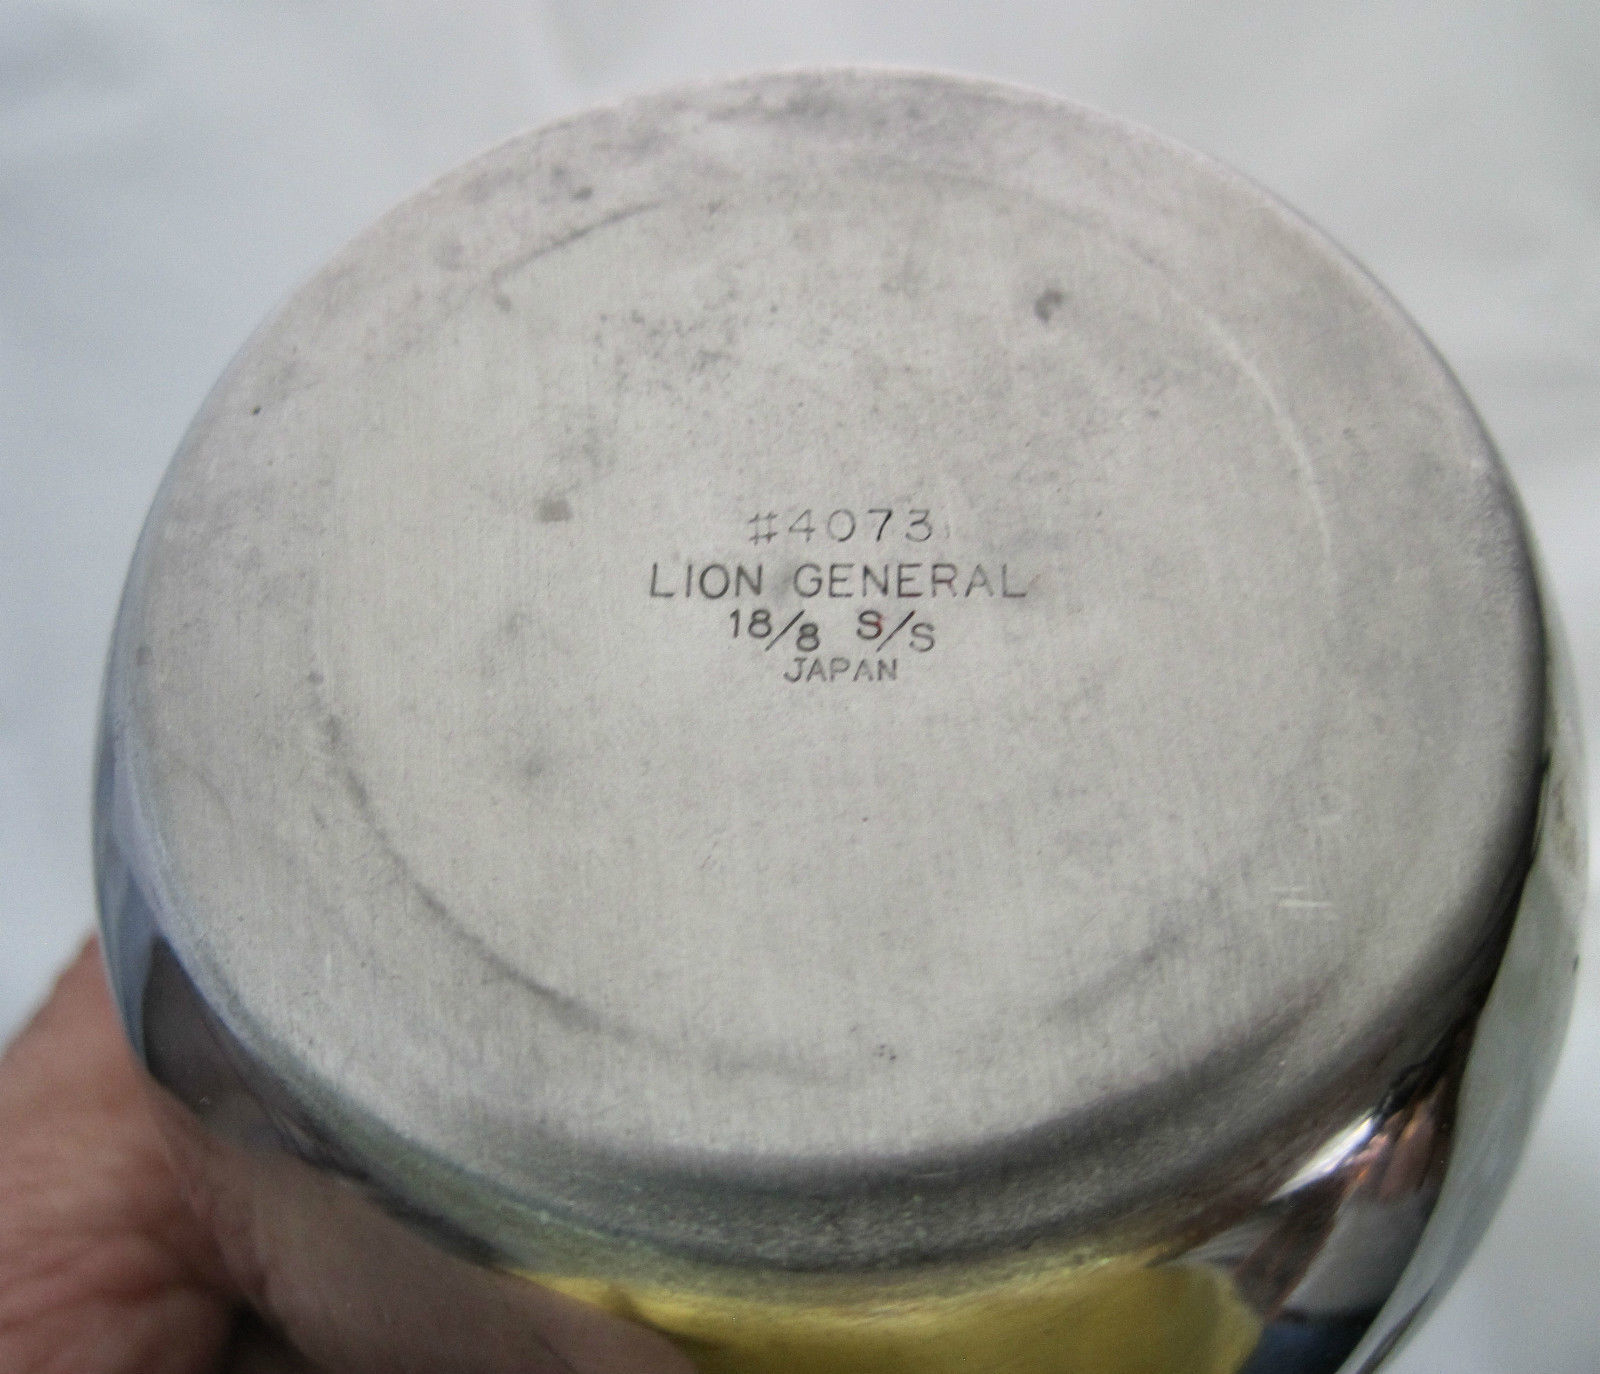 #4073
LION GENERAL
18/8 S/S
JAPAN